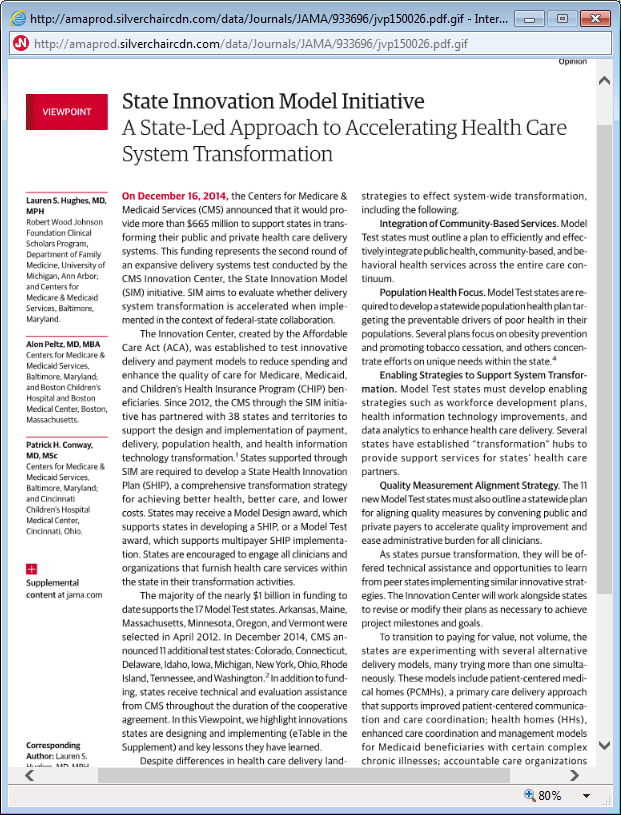 http://amaprod.silverchaircdn.com/data/Journals/JAMA/933696/jvp150026.pdf.gif - Inter...
http://amaprod.silverchaircdn.com/data/Journals/JAMA/933696/jvp150026.pdf.gif
Opinion
VIEWPOINT
State Innovation Model Initiative
A State-Led Approach to Accelerating Health Care
System Transformation
Lauren S. Hughes, MD,
MPH
Robert Wood Johnson
Foundation Clinical
Scholars Program,
Department of Family
Medicine, University of
Michigan, Ann Arbor;
and Centers for
Medicare & Medicaid
Services, Baltimore,
Maryland.
Alon Peltz, MD, MBA
Centers for Medicare &
Medicaid Services,
Baltimore, Maryland;
and Boston Children's
Hospital and Boston
Medical Center, Boston,
Massachusetts.
Patrick H. Conway,
MD, MSc
Centers for Medicare &
Medicaid Services,
Baltimore, Maryland;
and Cincinnati
Children's Hospital
Medical Center,
Cincinnati, Ohio.
Supplemental
content at jama.com
Corresponding
Author: Lauren S.
Hughes, MD, MPH
On December 16, 2014, the Centers for Medicare &
Medicaid Services (CMS) announced that it would pro-
vide more than $665 million to support states in trans-
forming their public and private health care delivery
systems. This funding represents the second round of
an expansive delivery systems test conducted by the
CMS Innovation Center, the State Innovation Model
(SIM) initiative. SIM aims to evaluate whether delivery
system transformation is accelerated when imple-
mented in the context of federal-state collaboration.
The Innovation Center, created by the Affordable
Care Act (ACA), was established to test innovative
delivery and payment models to reduce spending and
enhance the quality of care for Medicare, Medicaid,
and Children's Health Insurance Program (CHIP) ben-
eficiaries. Since 2012, the CMS through the SIM initia-
tive has partnered with 38 states and territories to
support the design and implementation of payment,
delivery, population health, and health information
technology transformation.1 States supported through
SIM are required to develop a State Health Innovation
Plan (SHIP), a comprehensive transformation strategy
for achieving better health, better care, and lower
costs. States may receive a Model Design award, which
supports states in developing a SHIP, or a Model Test
award, which supports multipayer SHIP implementa-
tion. States are encouraged to engage all clinicians and
organizations that furnish health care services within
the state in their transformation activities.
The majority of the nearly $1 billion in funding to
date supports the 17 Model Test states. Arkansas, Maine,
Massachusetts, Minnesota, Oregon, and Vermont were
selected in April 2012. In December 2014, CMS an-
nounced 11 additional test states: Colorado, Connecticut,
Delaware, Idaho, Iowa, Michigan, New York, Ohio, Rhode
Island, Tennessee, and Washington.2 In addition to fund-
ing, states receive technical and evaluation assistance
from CMS throughout the duration of the cooperative
agreement. In this Viewpoint, we highlight innovations
states are designing and implementing (eTable in the
Supplement) and key lessons they have learned.
Despite differences in health care delivery land-
strategies to effect system-wide transformation,
including the following.
Integration of Community-Based Services. Model
Test states must outline a plan to efficiently and effec-
tively integrate public health, community-based, and be-
havioral health services across the entire care con-
tinuum.
Population Health Focus. Model Test states are re-
quired to develop a statewide population health plan tar-
geting the preventable drivers of poor health in their
populations. Several plans focus on obesity prevention
and promoting tobacco cessation, and others concen-
trate efforts on unique needs within the state.4
Enabling Strategies to Support System Transfor-
mation. Model Test states must develop enabling
strategies such as workforce development plans,
health information technology improvements, and
data analytics to enhance health care delivery. Several
states have established "transformation" hubs to
provide support services for states' health care
partners.
Quality Measurement Alignment Strategy. The 11
new Model Test states must also outline a statewide plan
for aligning quality measures by convening public and
private payers to accelerate quality improvement and
ease administrative burden for all clinicians.
As states pursue transformation, they will be of-
fered technical assistance and opportunities to learn
from peer states implementing similar innovative strat-
egies. The Innovation Center will work alongside states
to revise or modify their plans as necessary to achieve
project milestones and goals.
To transition to paying for value, not volume, the
states are experimenting with several alternative
delivery models, many trying more than one simulta-
neously. These models include patient-centered medi-
cal homes (PCMHs), a primary care delivery approach
that supports improved patient-centered communica-
tion and care coordination; health homes (HHs),
enhanced care coordination and management models
for Medicaid beneficiaries with certain complex
chronic illnesses; accountable care organizations
80%